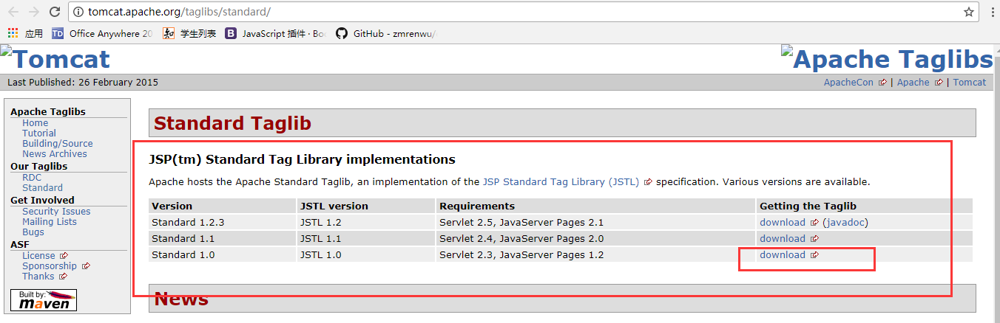 tomcat.apache.org/taglibs/standard/
应用 TD Office Anywhere 20 学生列表 B JavaScript 插件 · Bo GitHub - zmrenwu/
Tomcat Apache Taglibs
Last Published: 26 February 2015 ApacheCon | Apache | Tomcat
Apache Taglibs
Home
Tutorial
Building/Source
News Archives
Our Taglibs
RDC
Standard
Get Involved
Security Issues
Mailing Lists
Bugs
ASF
License
Sponsorship
Thanks
Built by:
maven
Standard Taglib
JSP(tm) Standard Tag Library implementations
Apache hosts the Apache Standard Taglib, an implementation of the JSP Standard Tag Library (JSTL) specification. Various versions are available.
Version JSTL version Requirements Getting the Taglib
Standard 1.2.3 JSTL 1.2 Servlet 2.5, JavaServer Pages 2.1 download (javadoc)
Standard 1.1 JSTL 1.1 Servlet 2.4, JavaServer Pages 2.0 download
Standard 1.0 JSTL 1.0 Servlet 2.3, JavaServer Pages 1.2 download
News